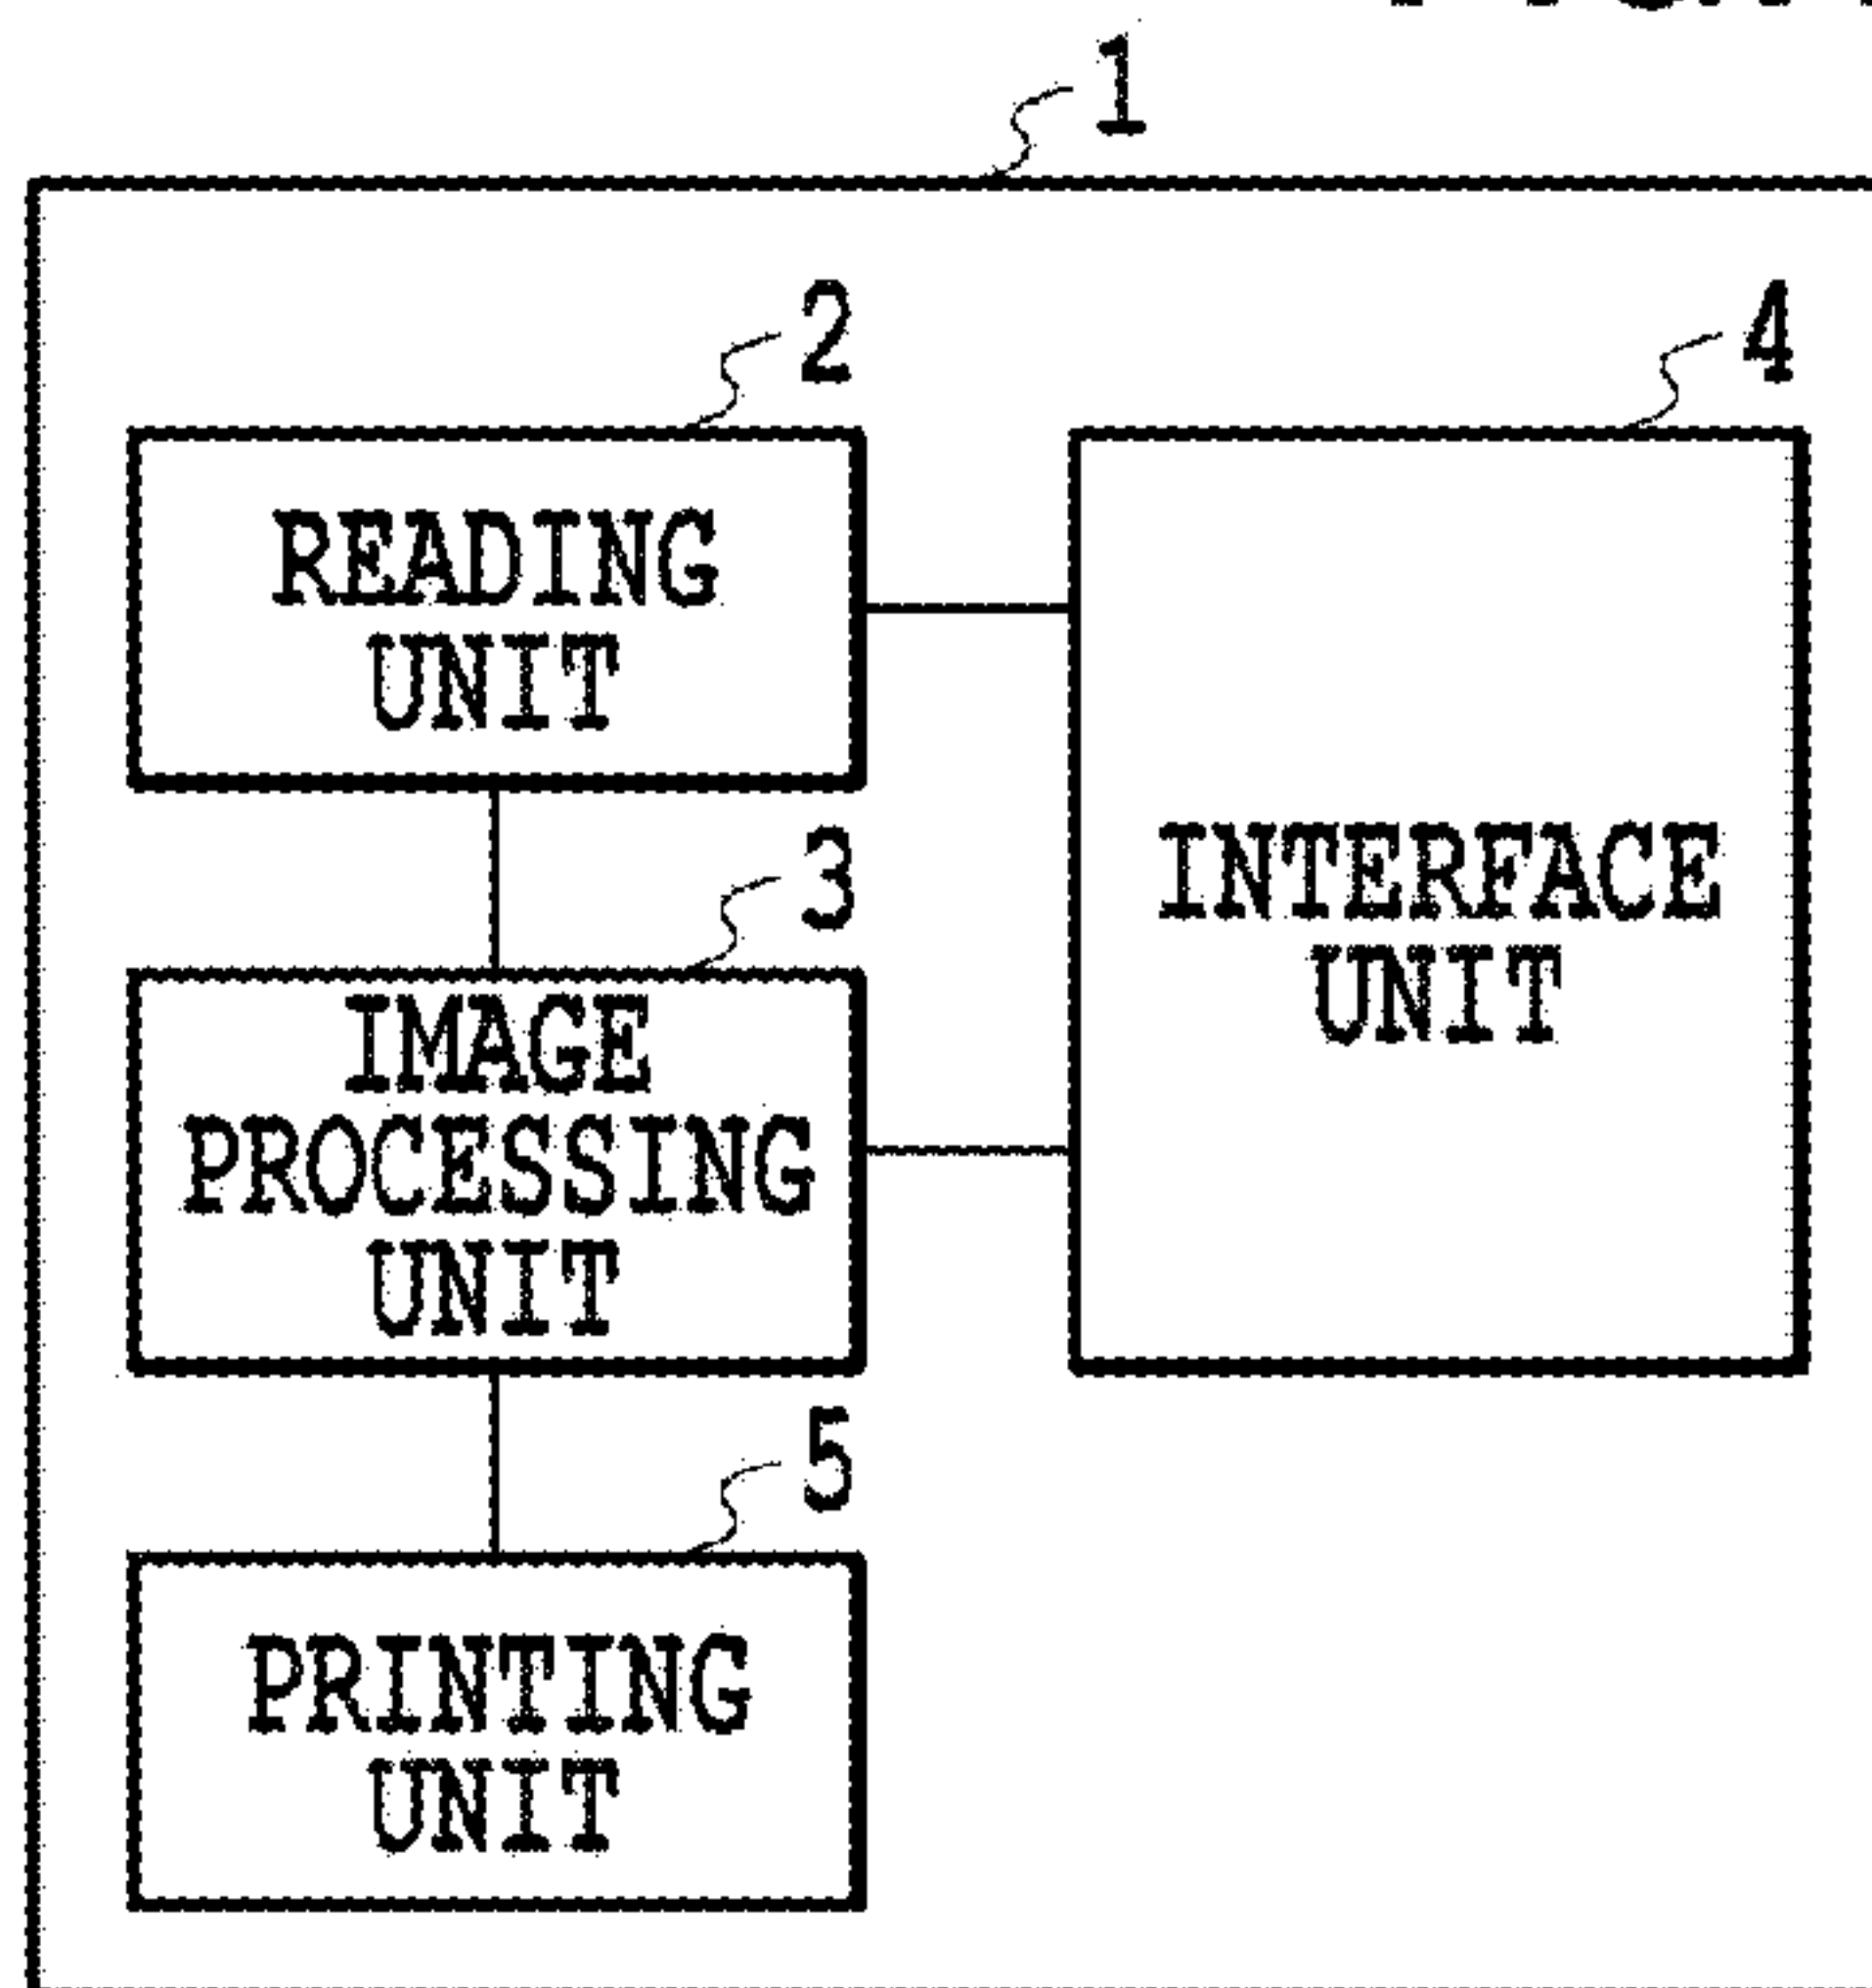 1
2
4
READING
UNIT
3
INTERFACE
UNIT
IMAGE
PROCESSING
UNIT
5
PRINTING
UNIT